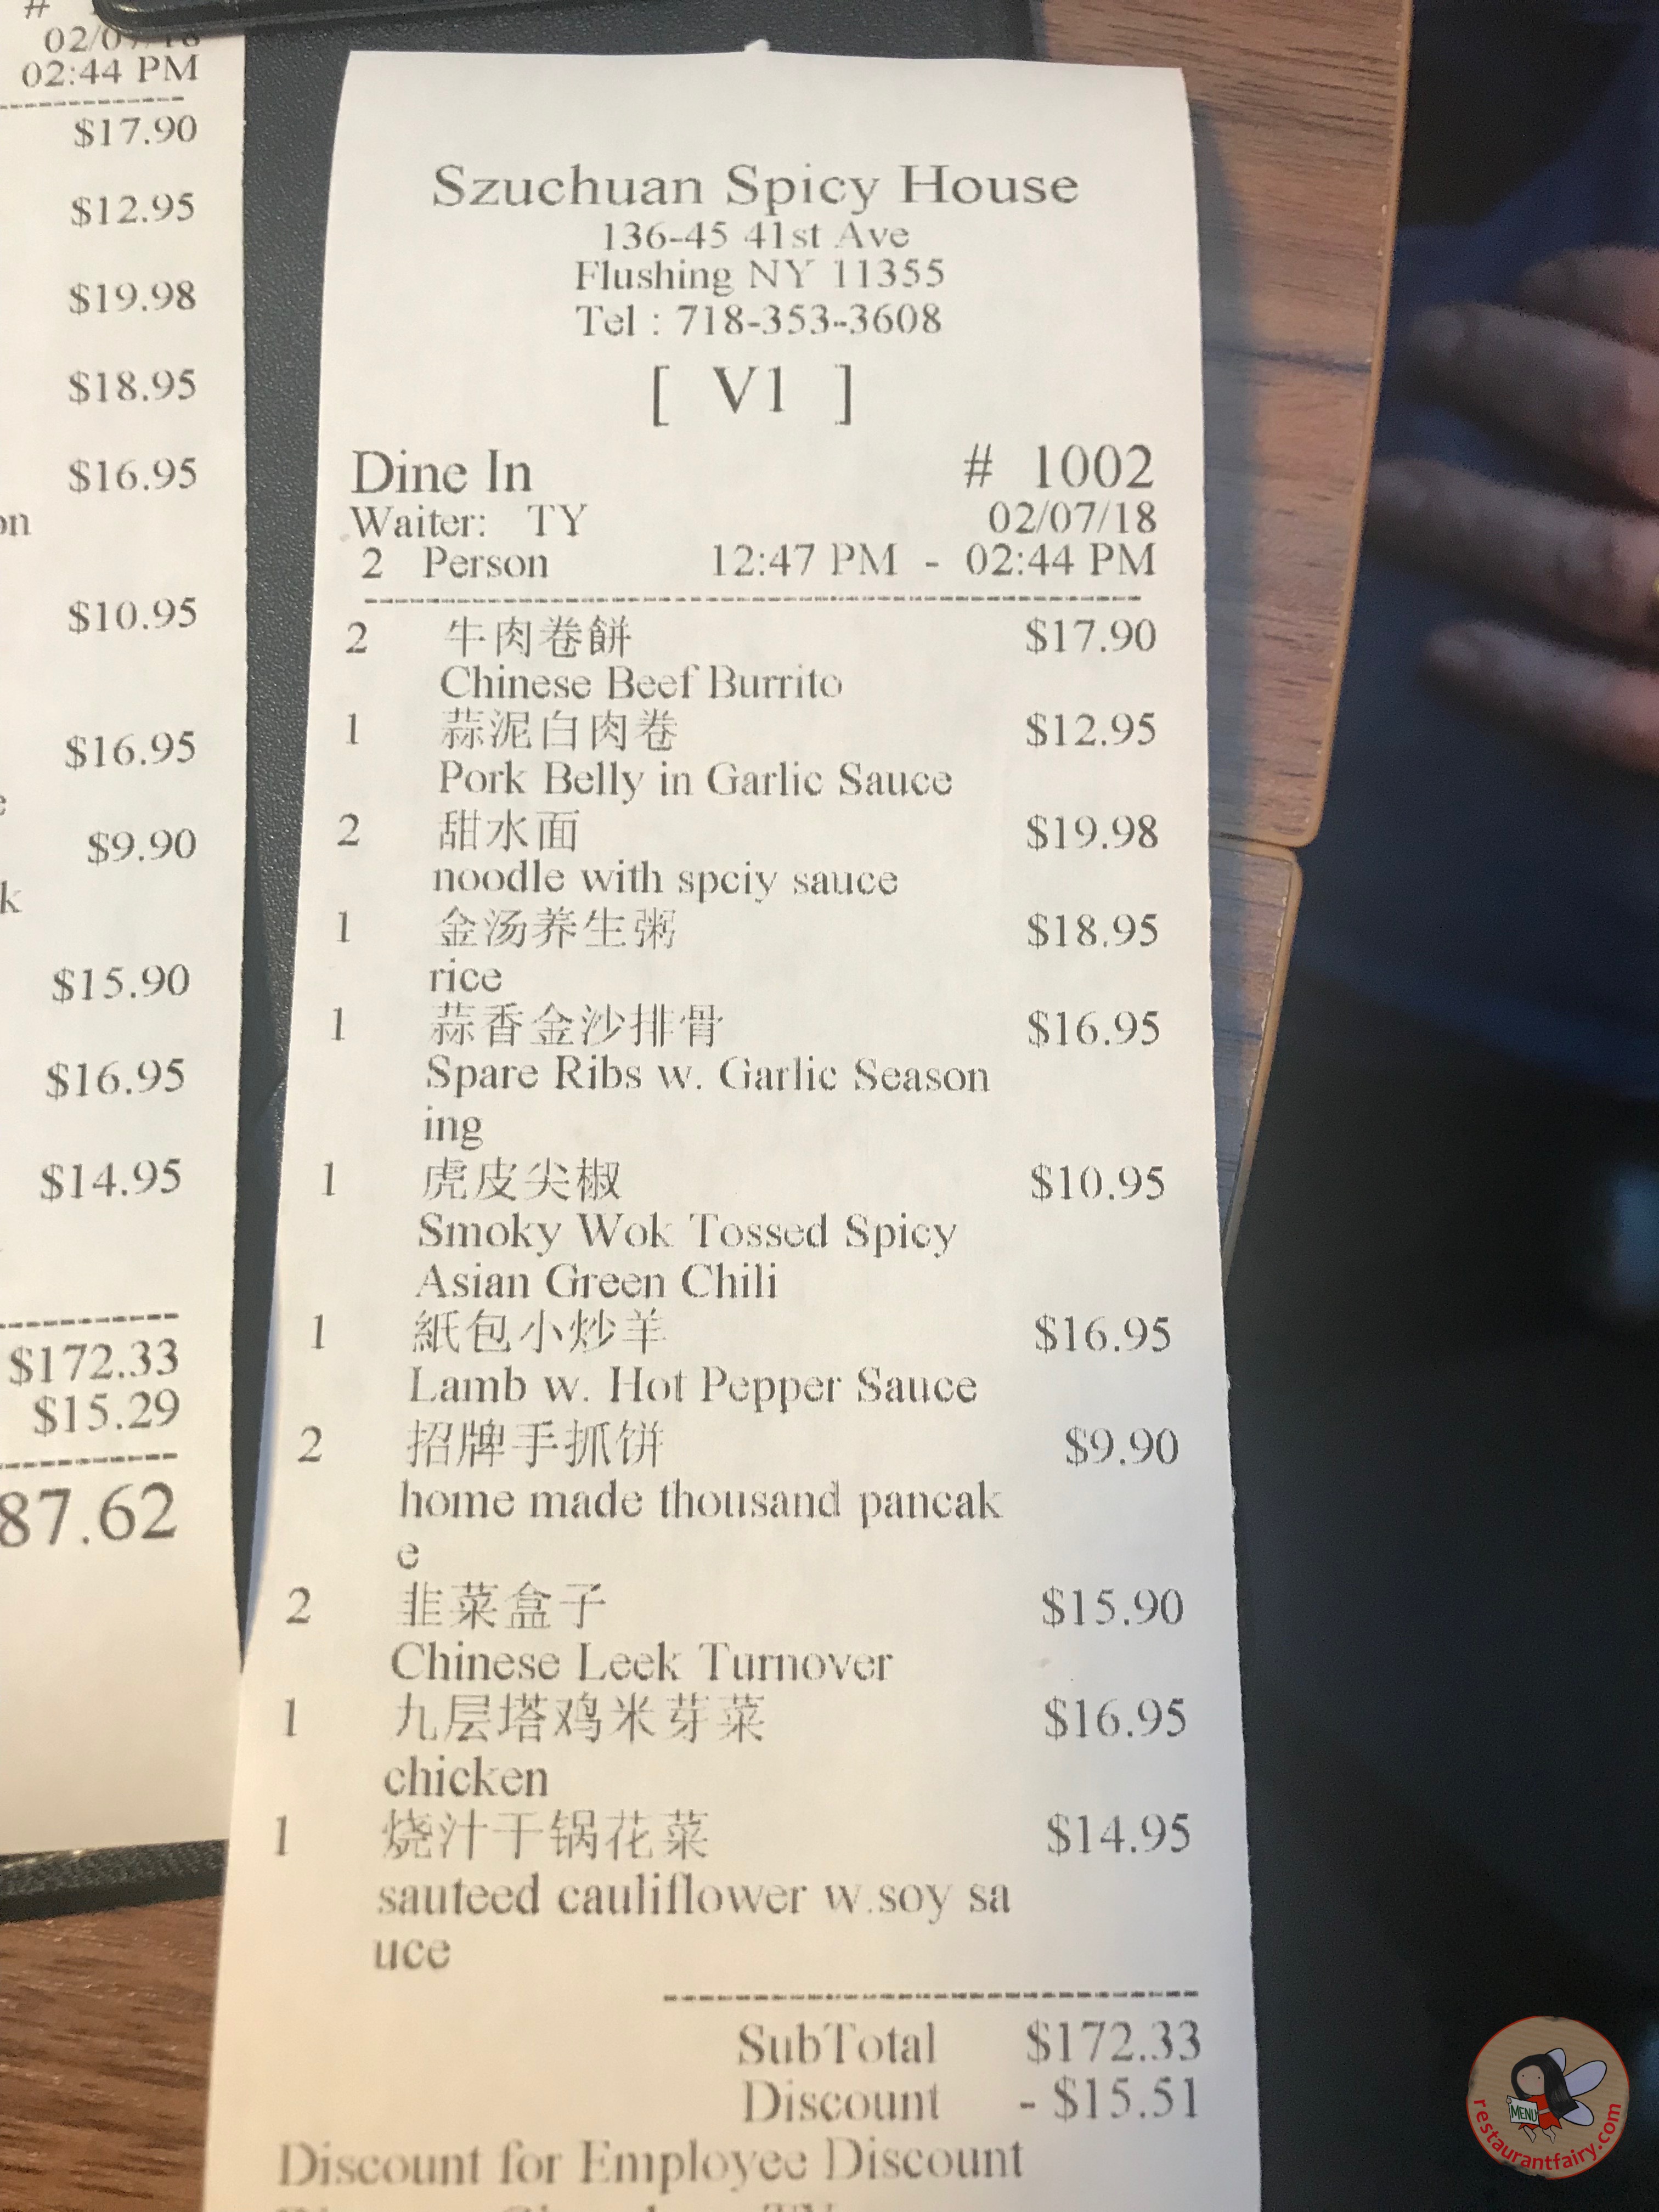 #
02:44 PM
$17.90
$12.95
$19.98
$18.95
$16.95
on
$10.95
$16.95
$9.90
k
$15.90
$16.95
$14.95
$172.33
$15.29
87.62
Szuchuan Spicy House
136-45 41st Ave
Flushing NY 11355
Tel : 718-353-3608
[ V1 ]
Dine In # 1002
Waiter: TY 02/07/18
2 Person 12:47 PM - 02:44 PM
2 牛肉卷餅 $17.90
Chinese Beef Burrito
1 蒜泥白肉卷 $12.95
Pork Belly in Garlic Sauce
2 甜水面 $19.98
noodle with spciy sauce
1 金汤养生粥 $18.95
rice
1 蒜香金沙排骨 $16.95
Spare Ribs w. Garlic Season
ing
1 虎皮尖椒 $10.95
Smoky Wok Tossed Spicy
Asian Green Chili
1 紙包小炒羊 $16.95
Lamb w. Hot Pepper Sauce
2 招牌手抓饼 $9.90
home made thousand pancak
e
2 韭菜盒子 $15.90
Chinese Leek Turnover
1 九层塔鸡米芽菜 $16.95
chicken
1 烧汁干锅花菜 $14.95
sauteed cauliflower w.soy sa
uce
SubTotal $172.33
Discount - $15.51
Discount for Employee Discount
MENU
restaurantfairy.com